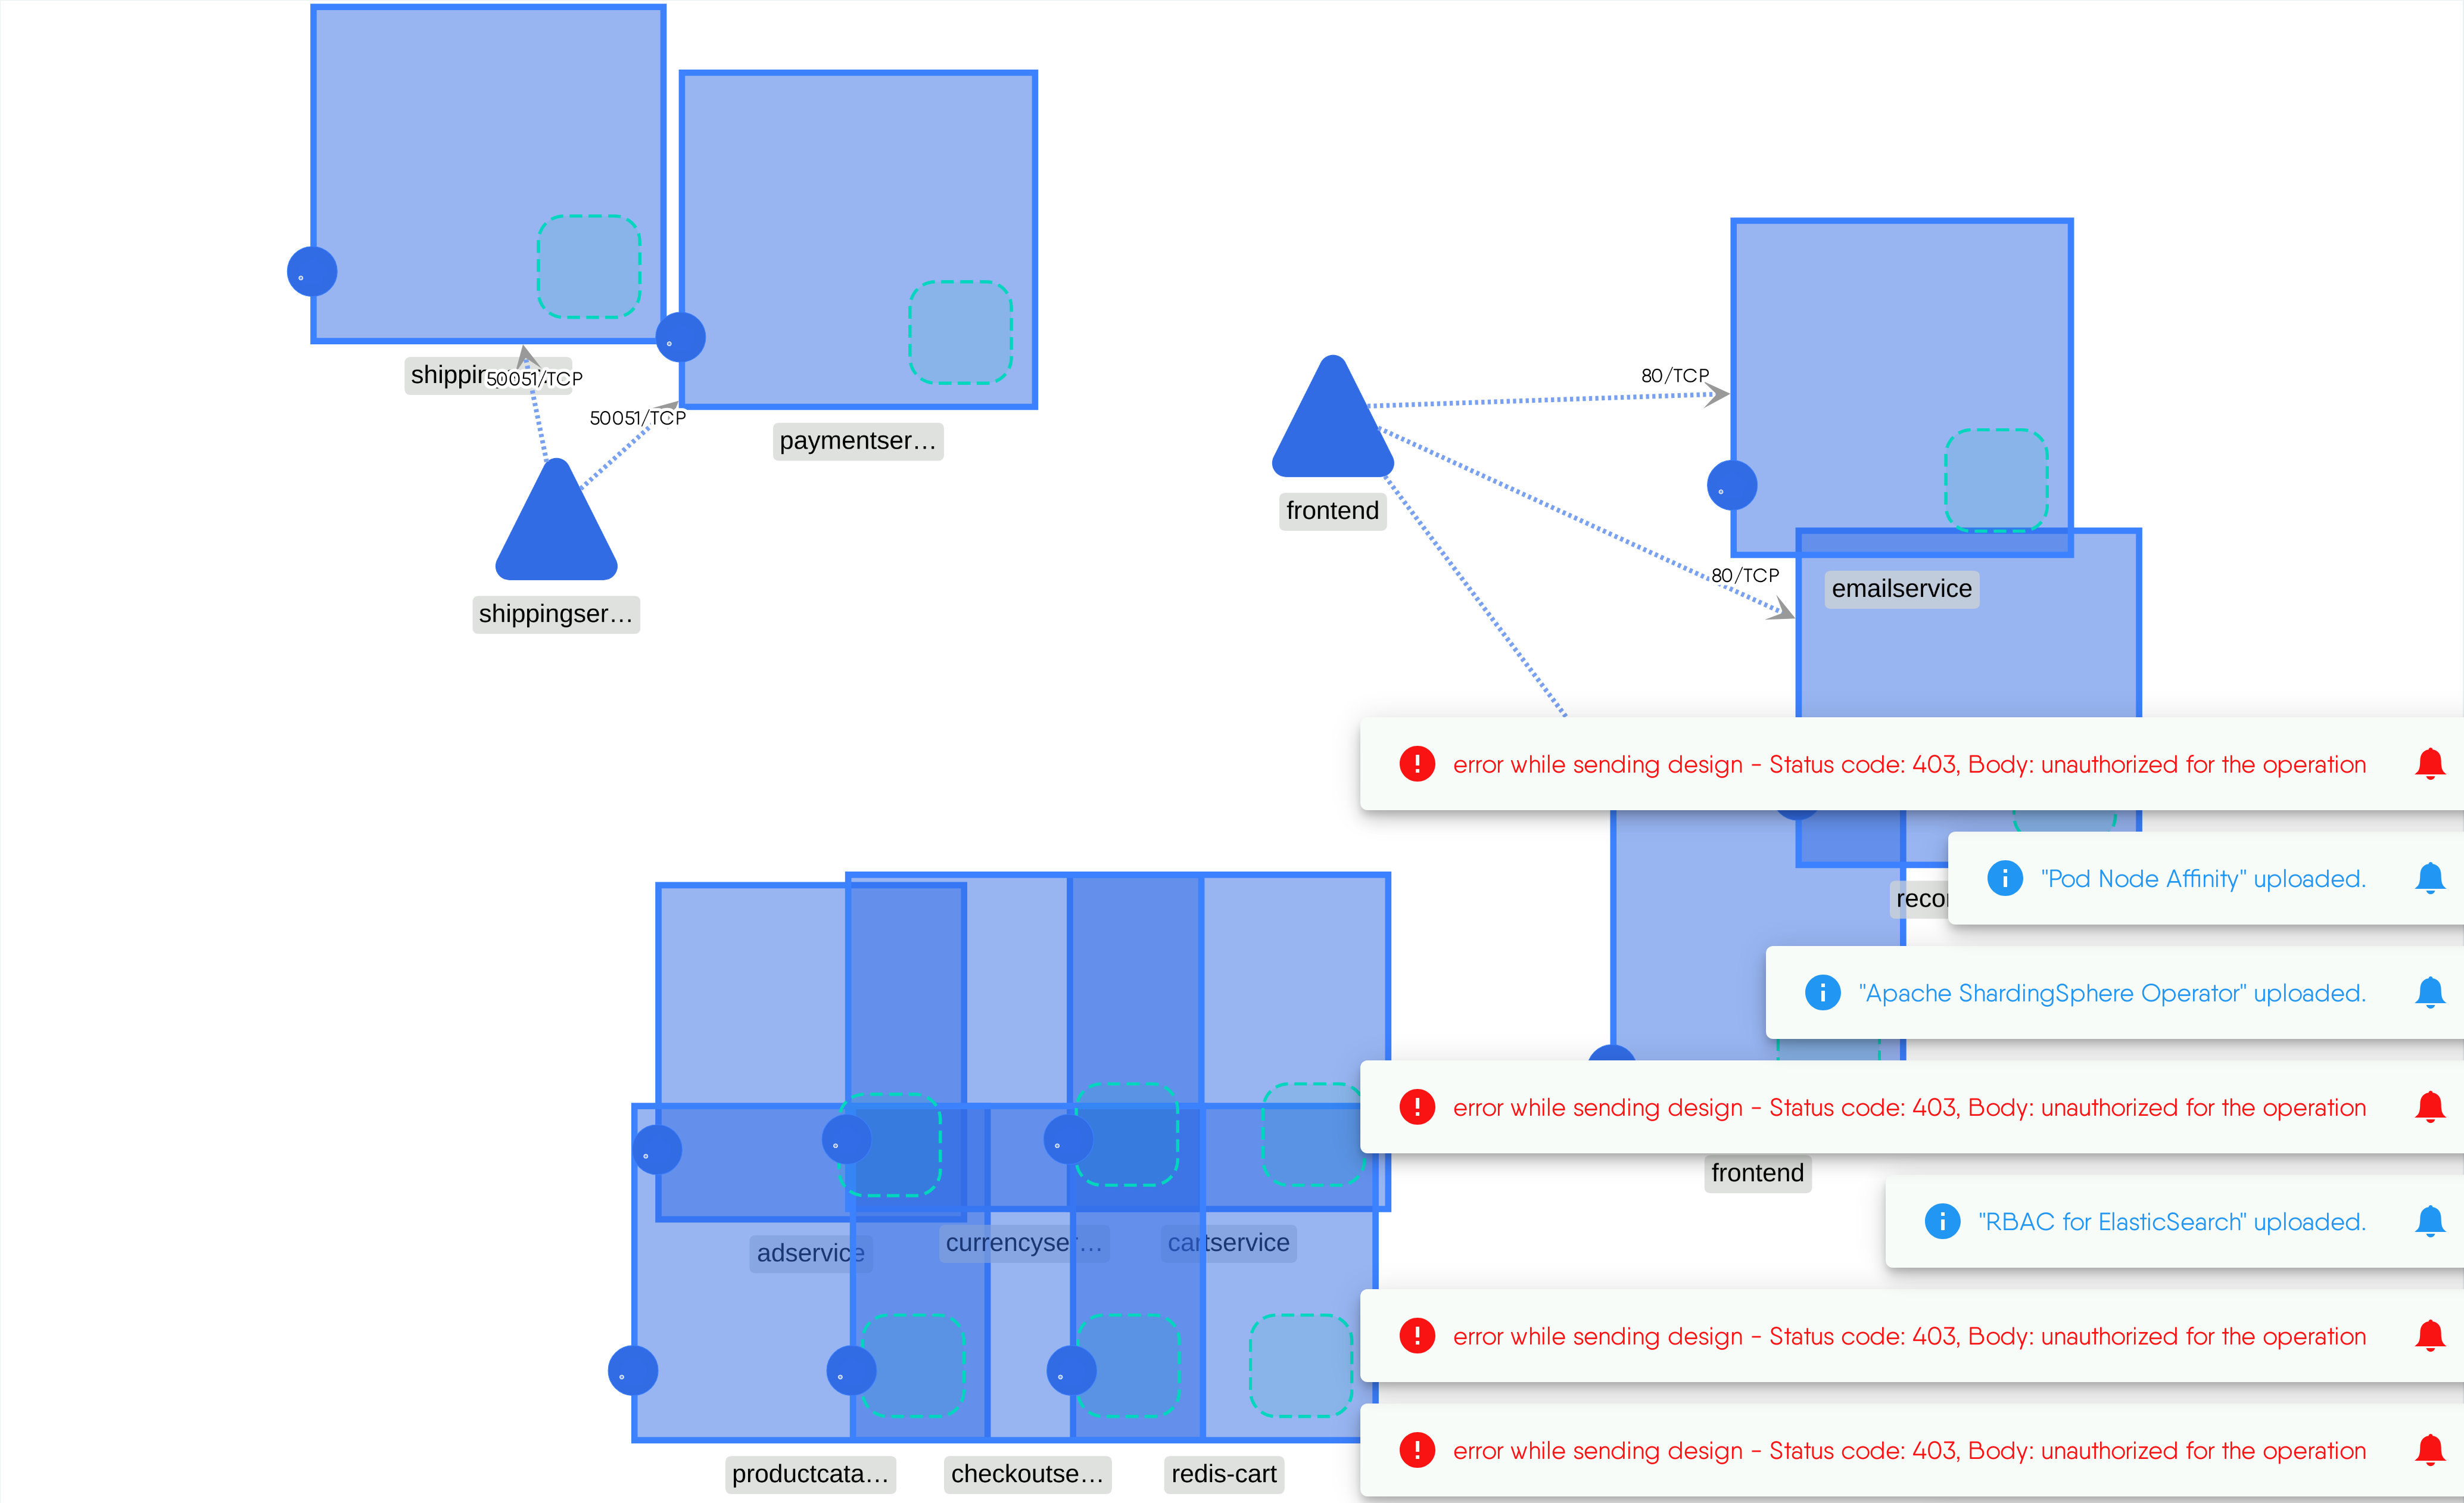 shippin
50051/TCP
50051/TCP
paymentser...
shippingser...
frontend
80/TCP
80/TCP
emailservice
error while sending design - Status code: 403, Body: unauthorized for the operation
"Pod Node Affinity" uploaded.
recor
"Apache ShardingSphere Operator" uploaded.
error while sending design - Status code: 403, Body: unauthorized for the operation
frontend
"RBAC for ElasticSearch" uploaded.
adservice
currencyser...
cartservice
error while sending design - Status code: 403, Body: unauthorized for the operation
error while sending design - Status code: 403, Body: unauthorized for the operation
productcata...
checkoutse...
redis-cart